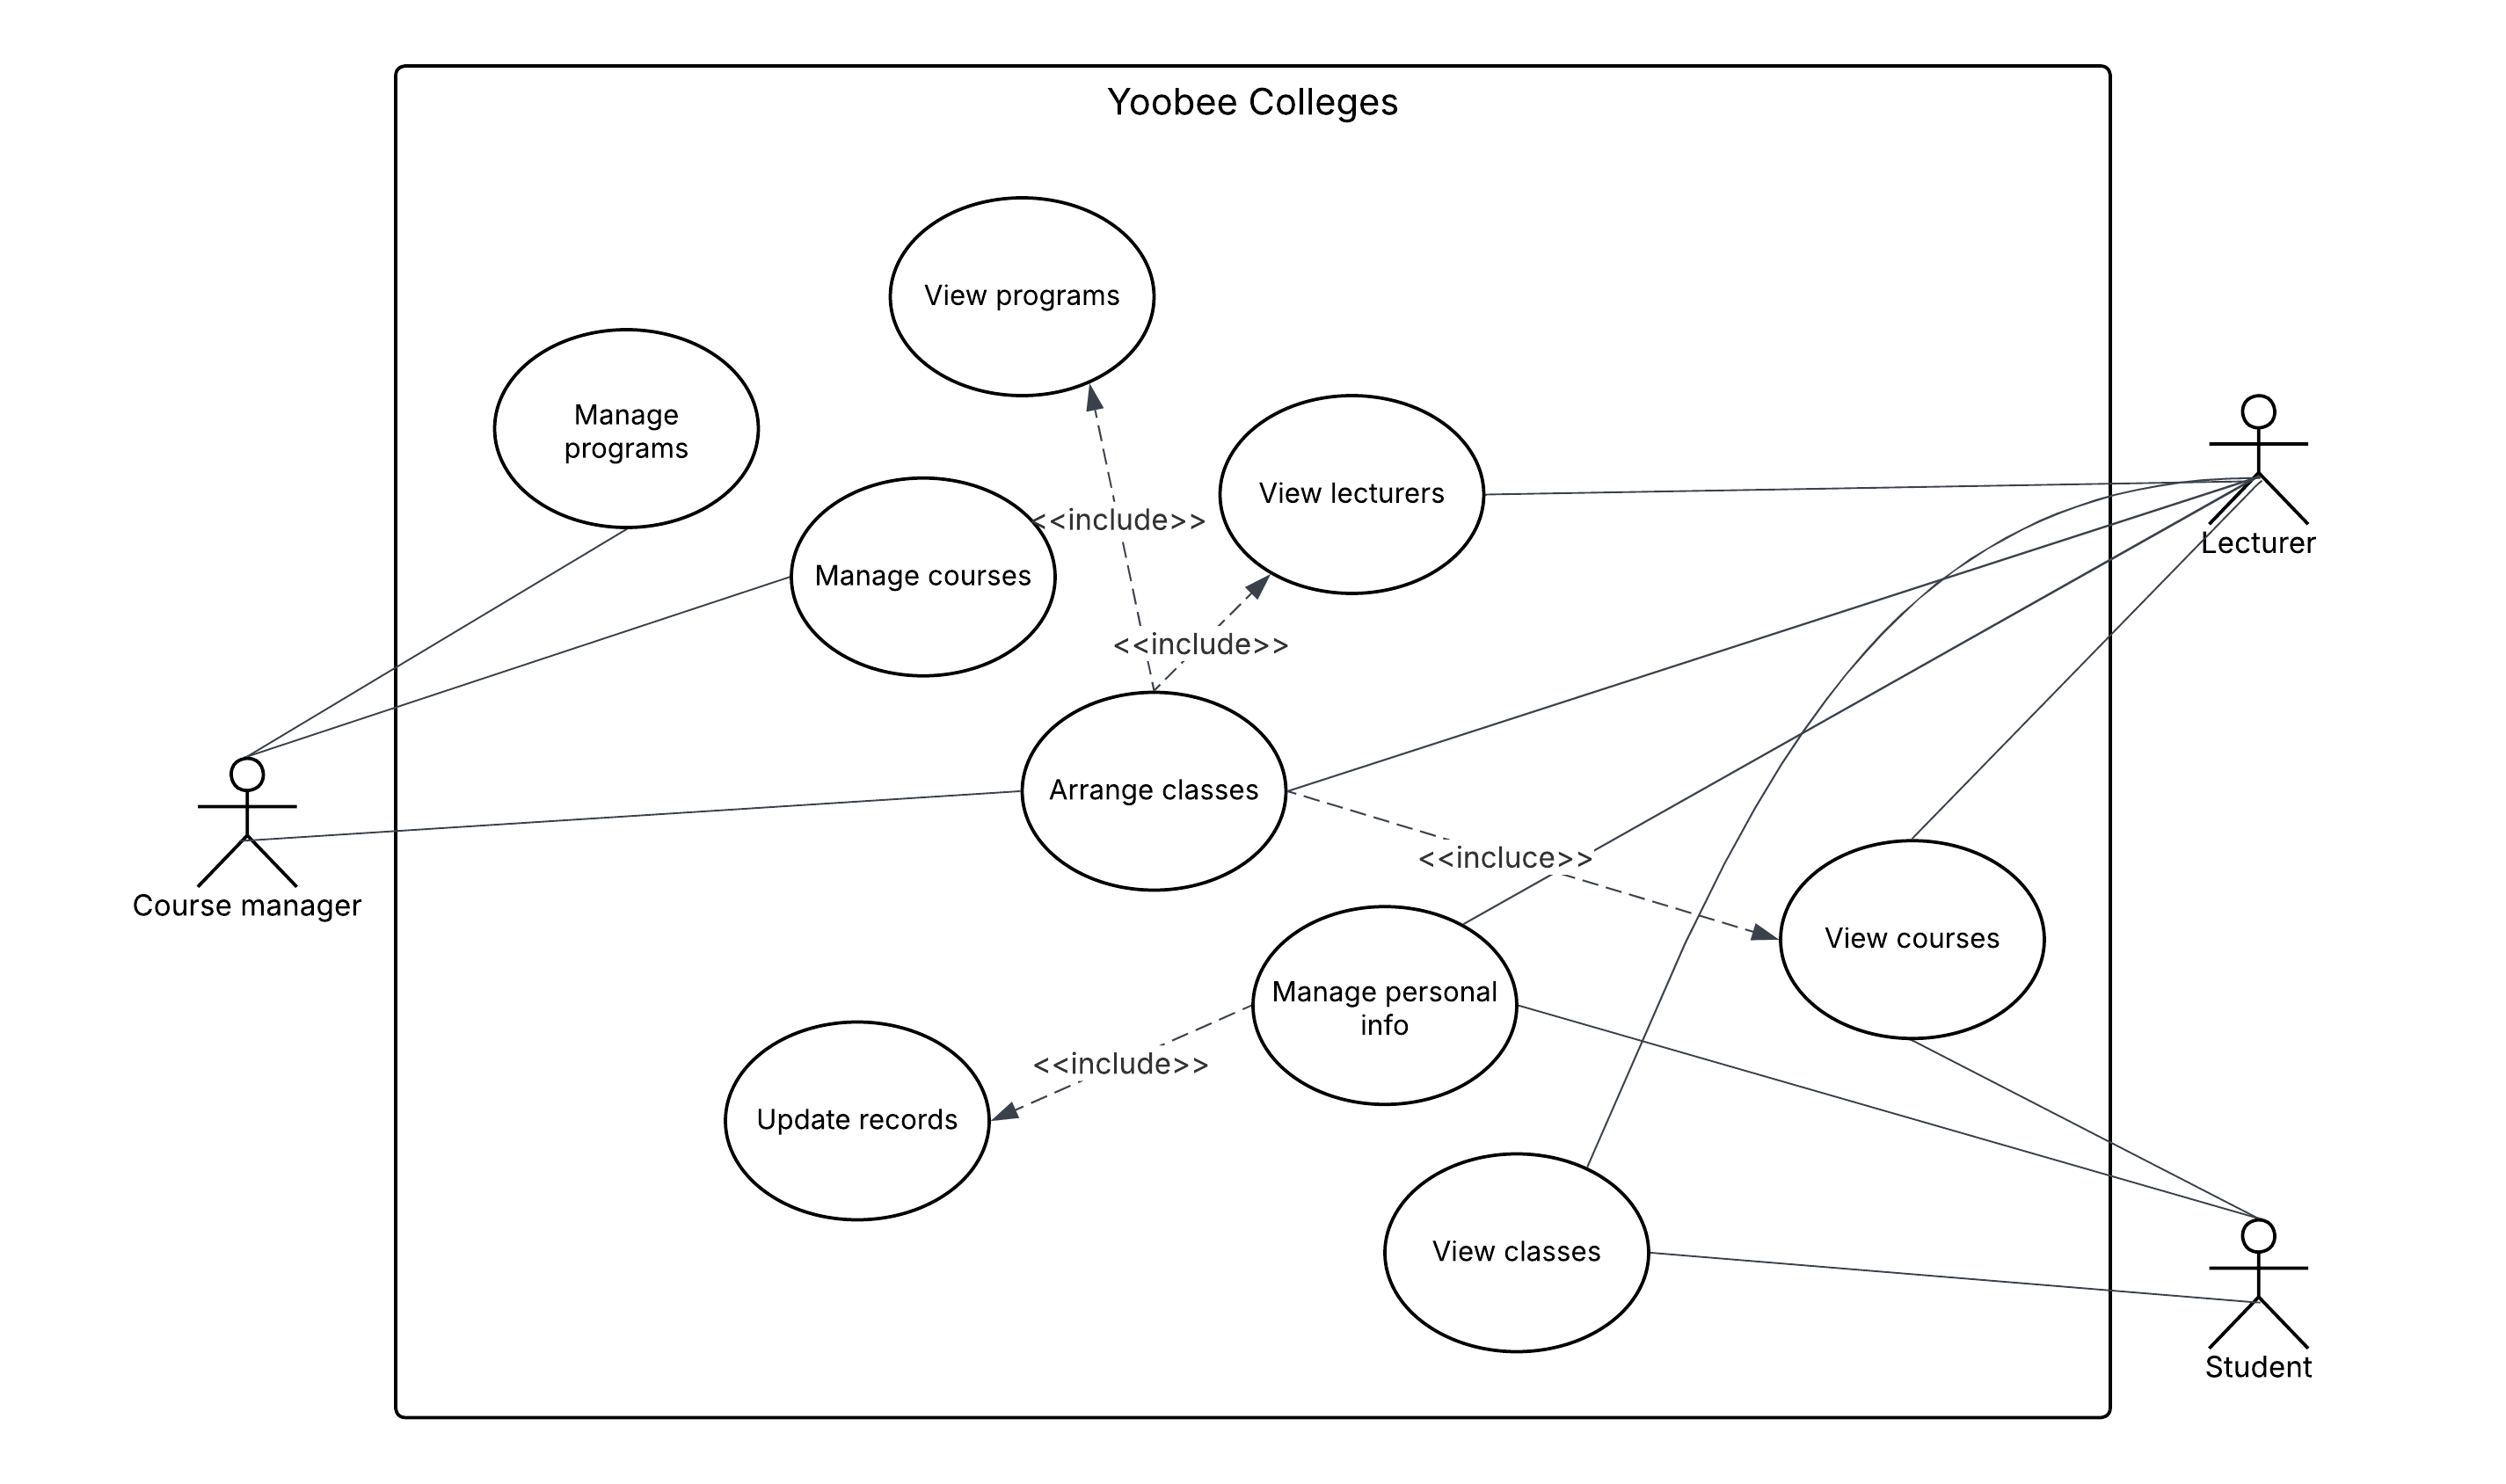 Yoobee Colleges
View programs
Manage
programs
View lecturers
<<include>>
Manage courses
Lecturer
<<include>>
Arrange classes
<<incluce>>
Course manager
View courses
Manage personal
info
<<include>>
Update records
View classes
Student